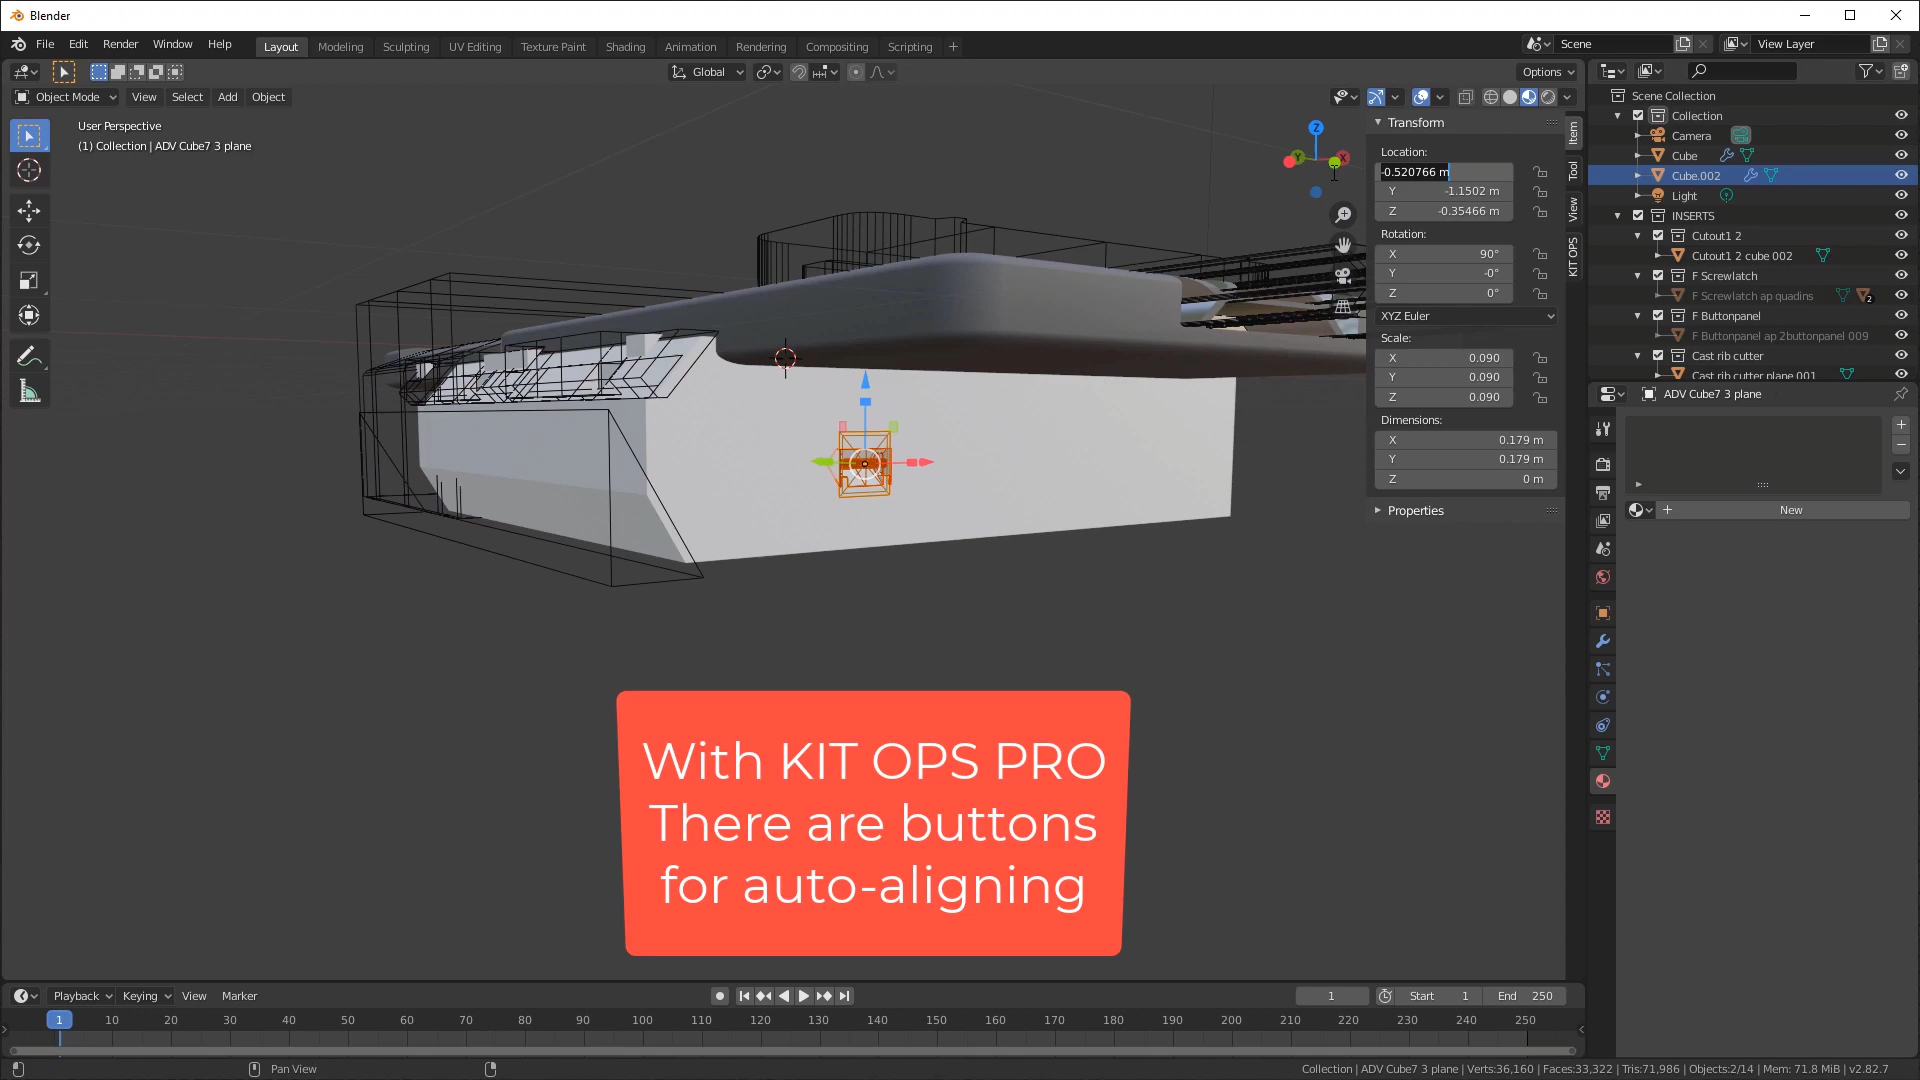 Blender
File Edit Render Window Help Layout Modeling Sculpting UV Editing Texture Paint Shading Animation Rendering Compositing Scripting + Scene View Layer
Global Options
Object Mode View Select Add Object
User Perspective
(1) Collection | ADV Cube7 3 plane
Z
Y X
Transform
Location:
-0.520766 m
Y -1.1502 m
Z -0.35466 m
Rotation:
X 90°
Y -0°
Z 0°
XYZ Euler
Scale:
X 0.090
Y 0.090
Z 0.090
Dimensions:
X 0.179 m
Y 0.179 m
Z 0 m
Properties
Item
Tool
View
KIT OPS
Scene Collection
Collection
Camera
Cube
Cube.002
Light
INSERTS
Cutout1 2
Cutout1 2 cube 002
F Screwlatch
F Screwlatch ap quadins 2
F Buttonpanel
F Buttonpanel ap 2buttonpanel 009
Cast rib cutter
Cast rib cutter plane 001
ADV Cube7 3 plane
New
With KIT OPS PRO
There are buttons
for auto-aligning
Playback Keying View Marker 1 Start 1 End 250
1 10 20 30 40 50 60 70 80 90 100 110 120 130 140 150 160 170 180 190 200 210 220 230 240 250
Pan View
Collection | ADV Cube7 3 plane | Verts:36,160 | Faces:33,322 | Tris:71,986 | Objects:2/14 | Mem: 71.8 MiB | v2.82.7